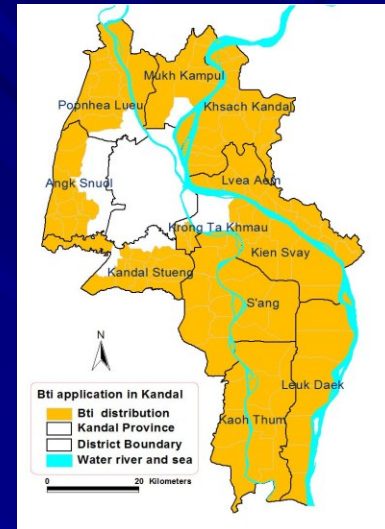 Mukh Kampul
Ponhea Lueu
Khsach Kandal
Angk Snuol
Lvea Aem
Krong Ta Khmau
Kien Svay
Kandal Stueng
S'ang
N
Leuk Daek
Kaoh Thum
Bti application in Kandal
Bti distribution
Kandal Province
District Boundary
Water river and sea
0 20 Kilometers